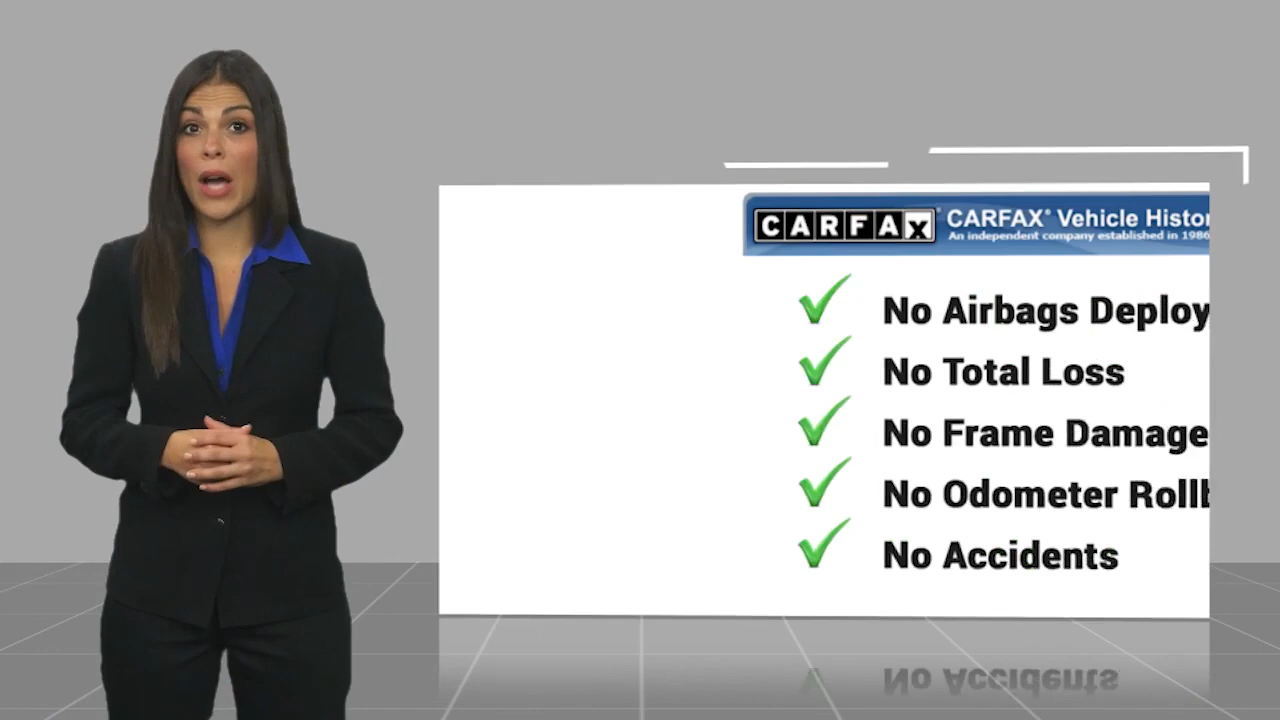 CARFAX CARFAX® Vehicle Histor
An independent company established in 1986
No Airbags Deploy
No Total Loss
No Frame Damage
No Odometer Rollb
No Accidents
No Accidents